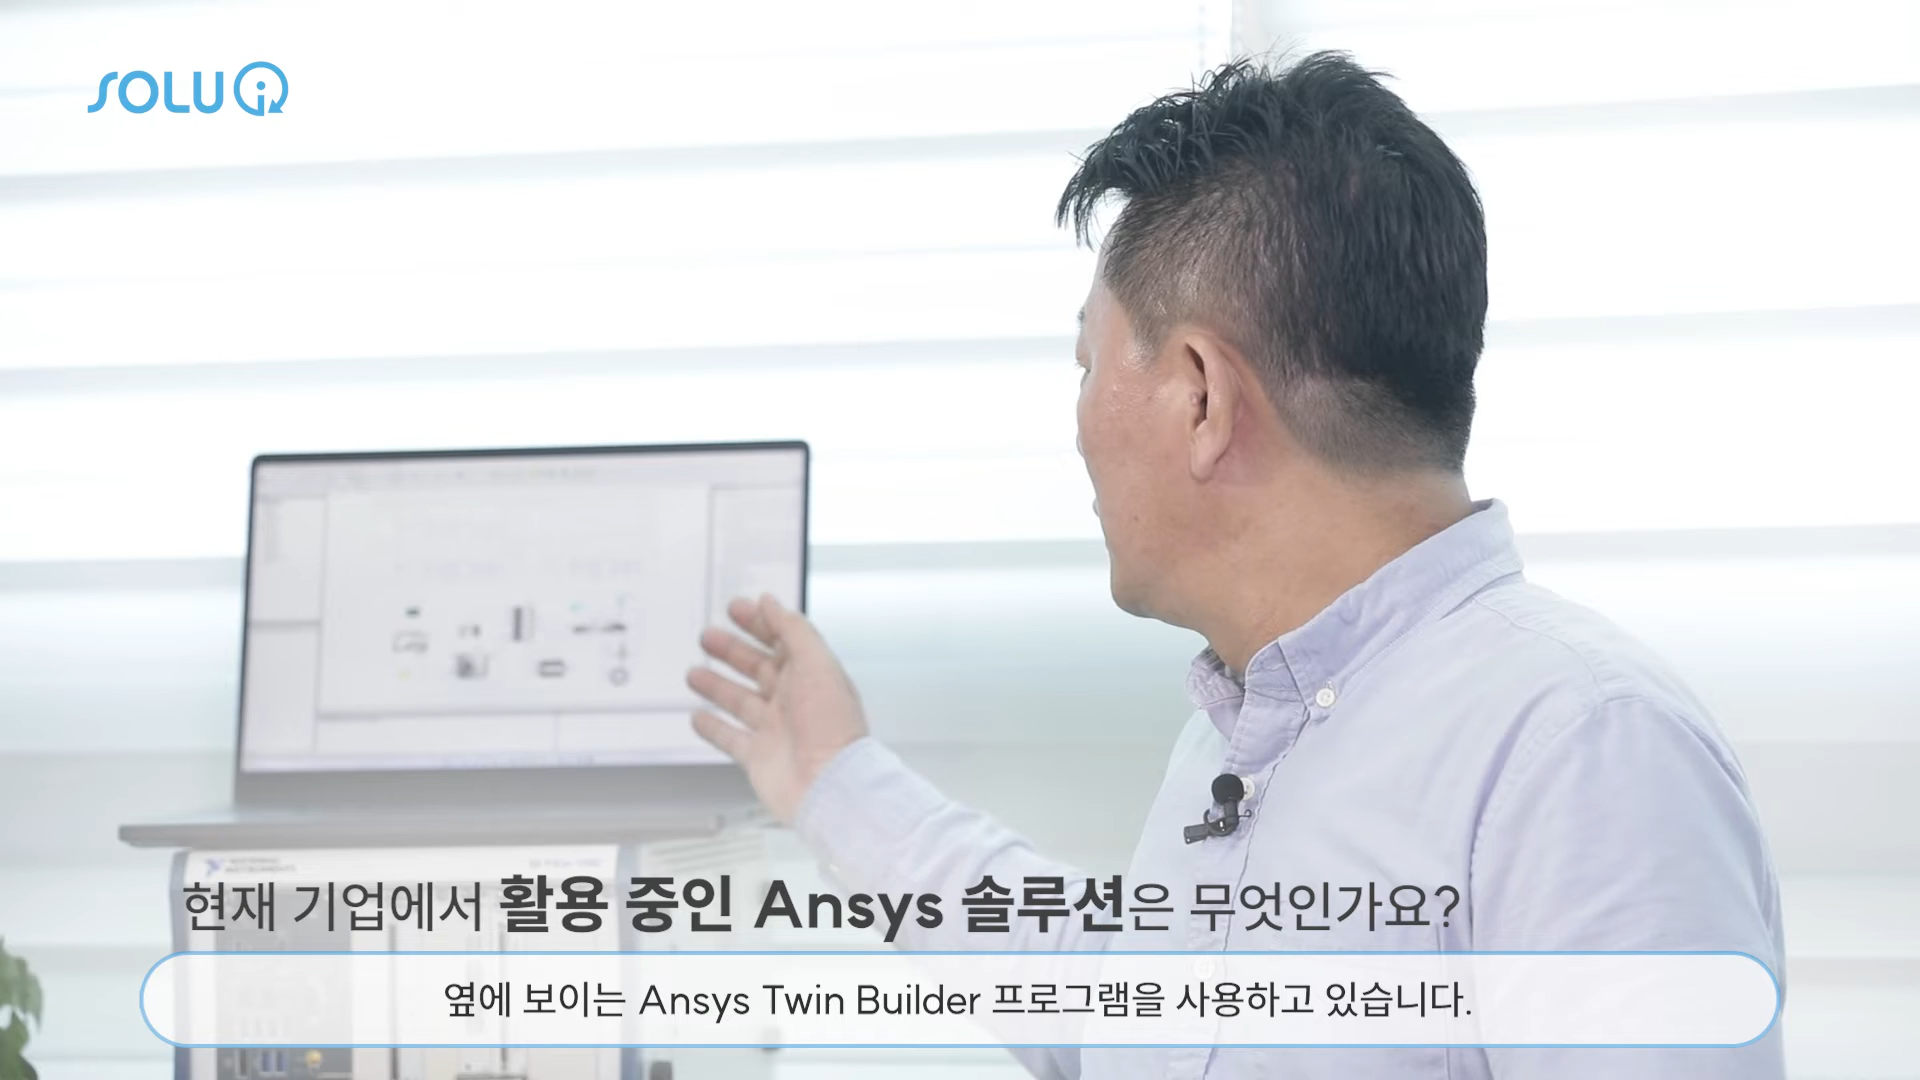 SOLU
현재 기업에서 활용 중인 Ansys 솔루션은 무엇인가요?
옆에 보이는 Ansys Twin Builder 프로그램을 사용하고 있습니다.